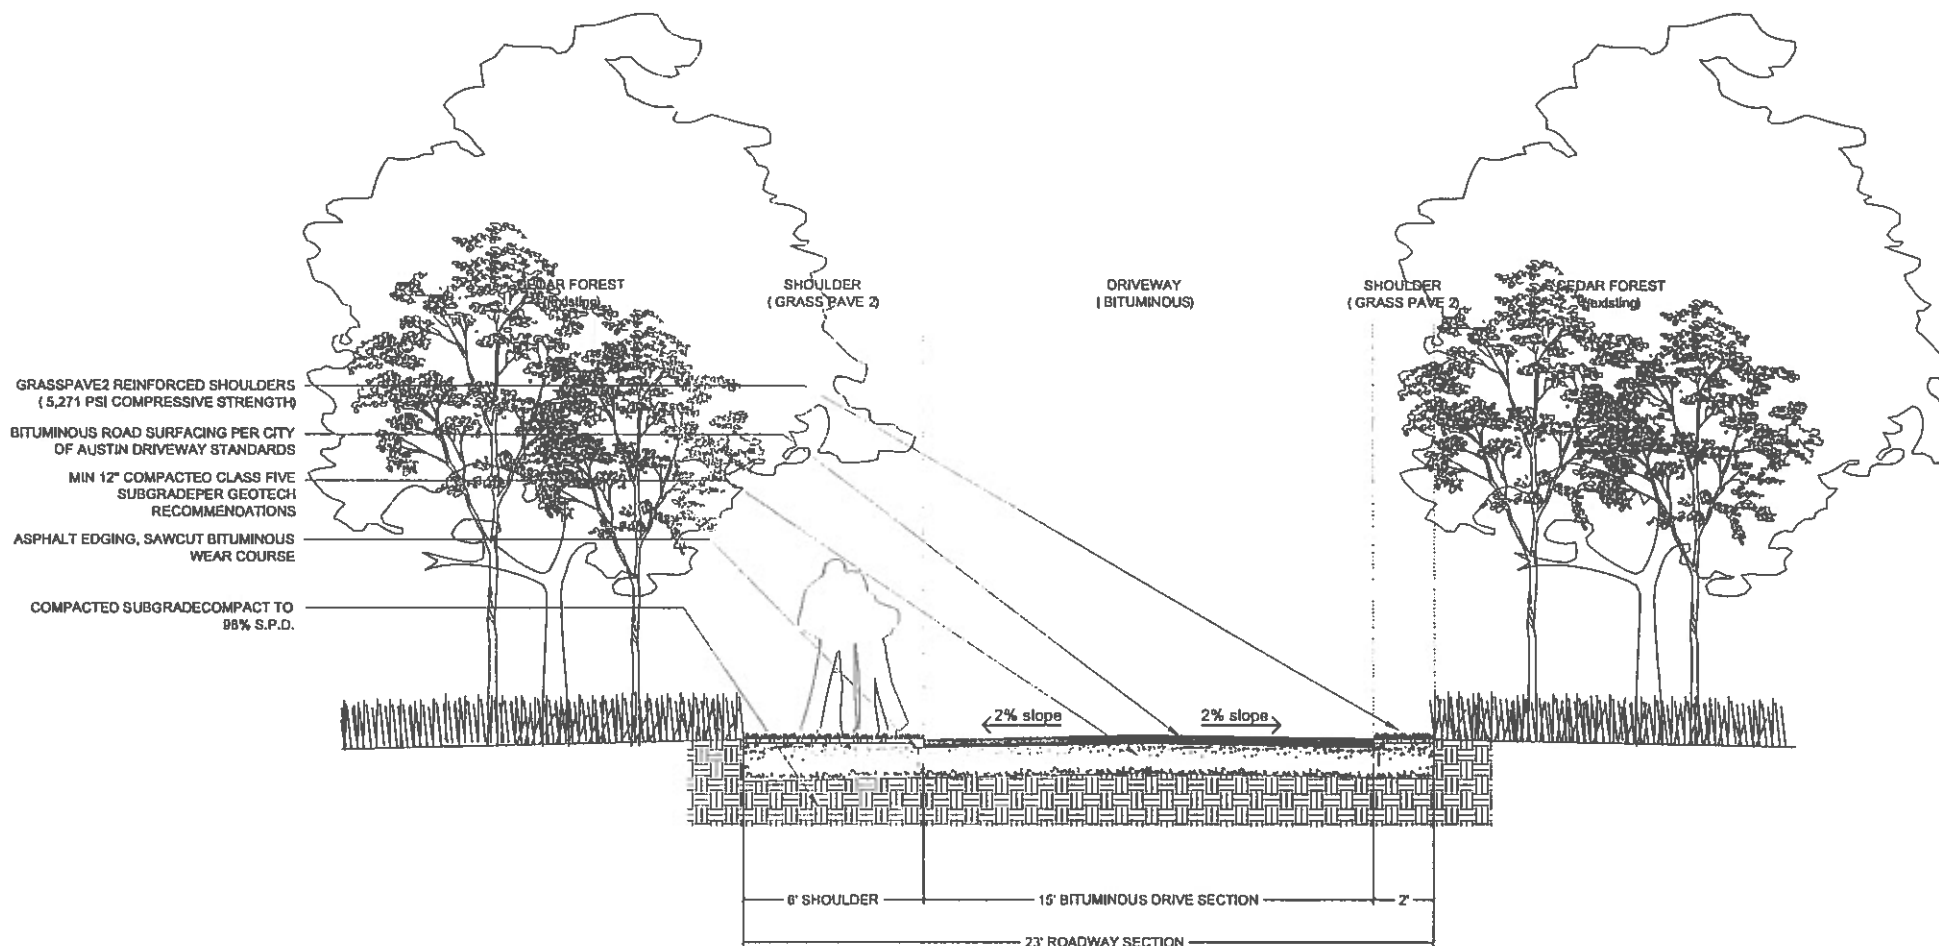 CEDAR FOREST
(existing)
SHOULDER
( GRASS PAVE 2)
DRIVEWAY
( BITUMINOUS)
SHOULDER
( GRASS PAVE 2)
CEDAR FOREST
(existing)
GRASSPAVE2 REINFORCED SHOULDERS
( 5,271 PSI COMPRESSIVE STRENGTH)
BITUMINOUS ROAD SURFACING PER CITY
OF AUSTIN DRIVEWAY STANDARDS
MIN 12" COMPACTED CLASS FIVE
SUBGRADEPER GEOTECH
RECOMMENDATIONS
ASPHALT EDGING, SAWCUT BITUMINOUS
WEAR COURSE
COMPACTED SUBGRADECOMPACT TO
98% S.P.D.
2% slope
2% slope
6' SHOULDER
15' BITUMINOUS DRIVE SECTION
2'
23' ROADWAY SECTION